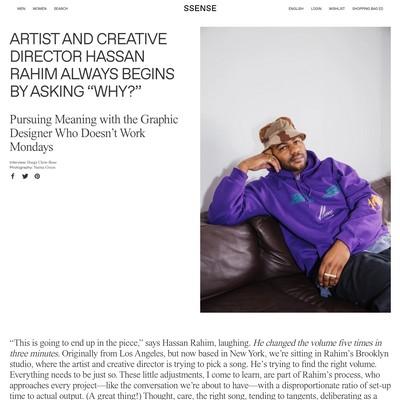 MEN WOMEN SEARCH SSENSE ENGLISH LOGIN WISHLIST SHOPPING BAG (0)
ARTIST AND CREATIVE
DIRECTOR HASSAN
RAHIM ALWAYS BEGINS
BY ASKING “WHY?”
Pursuing Meaning with the Graphic
Designer Who Doesn’t Work
Mondays
Interview:
Photography:
“This is going to end up in the piece,” says Hassan Rahim, laughing. He changed the volume five times in
three minutes. Originally from Los Angeles, but now based in New York, we’re sitting in Rahim’s Brooklyn
studio, where the artist and creative director is trying to pick a song. He’s trying to find the right volume.
Everything needs to be just so. These little adjustments, I come to learn, are part of Rahim’s process, who
approaches every project—like the conversation we’re about to have—with a disproportionate ratio of set-up
time to actual output. (A great thing!) Thought, care, the right song, tending to tangents, deliberating as a